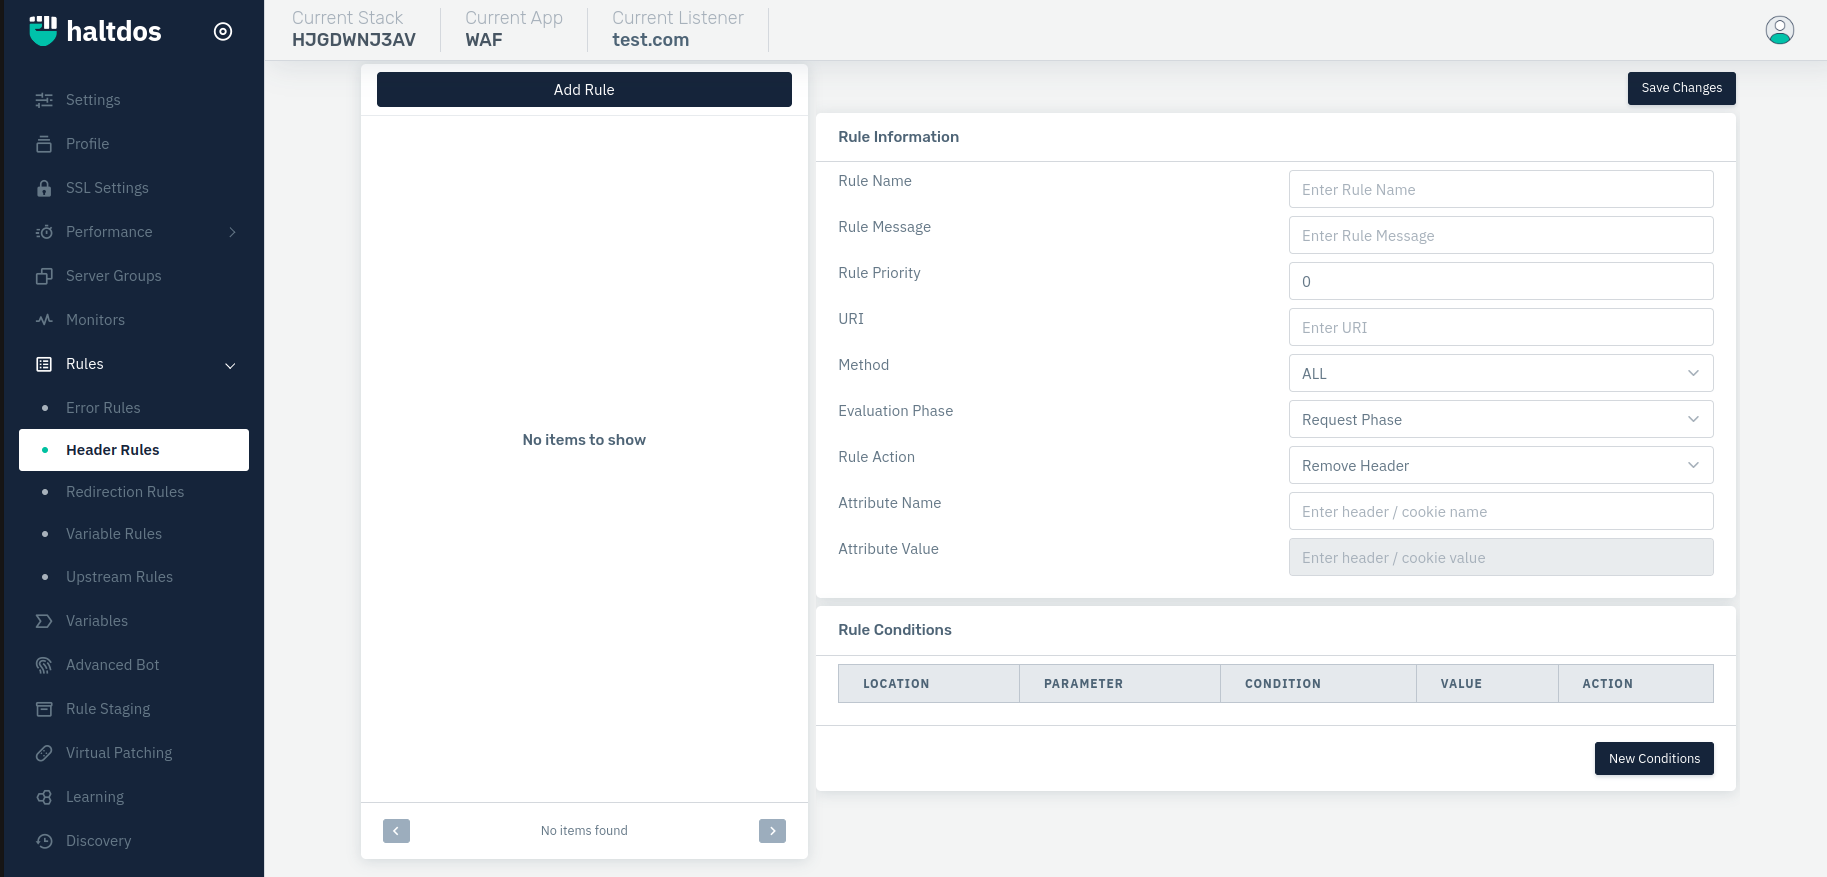 haltdos
Current Stack
HJGDWNJ3AV
Current App
WAF
Current Listener
test.com
Settings
Profile
SSL Settings
Performance
Server Groups
Monitors
Rules
Error Rules
Header Rules
Redirection Rules
Variable Rules
Upstream Rules
Variables
Advanced Bot
Rule Staging
Virtual Patching
Learning
Discovery
Add Rule
No items to show
No items found
Save Changes
Rule Information
Rule Name
Enter Rule Name
Rule Message
Enter Rule Message
Rule Priority
0
URI
Enter URI
Method
ALL
Evaluation Phase
Request Phase
Rule Action
Remove Header
Attribute Name
Enter header / cookie name
Attribute Value
Enter header / cookie value
Rule Conditions
LOCATION PARAMETER CONDITION VALUE ACTION
New Conditions